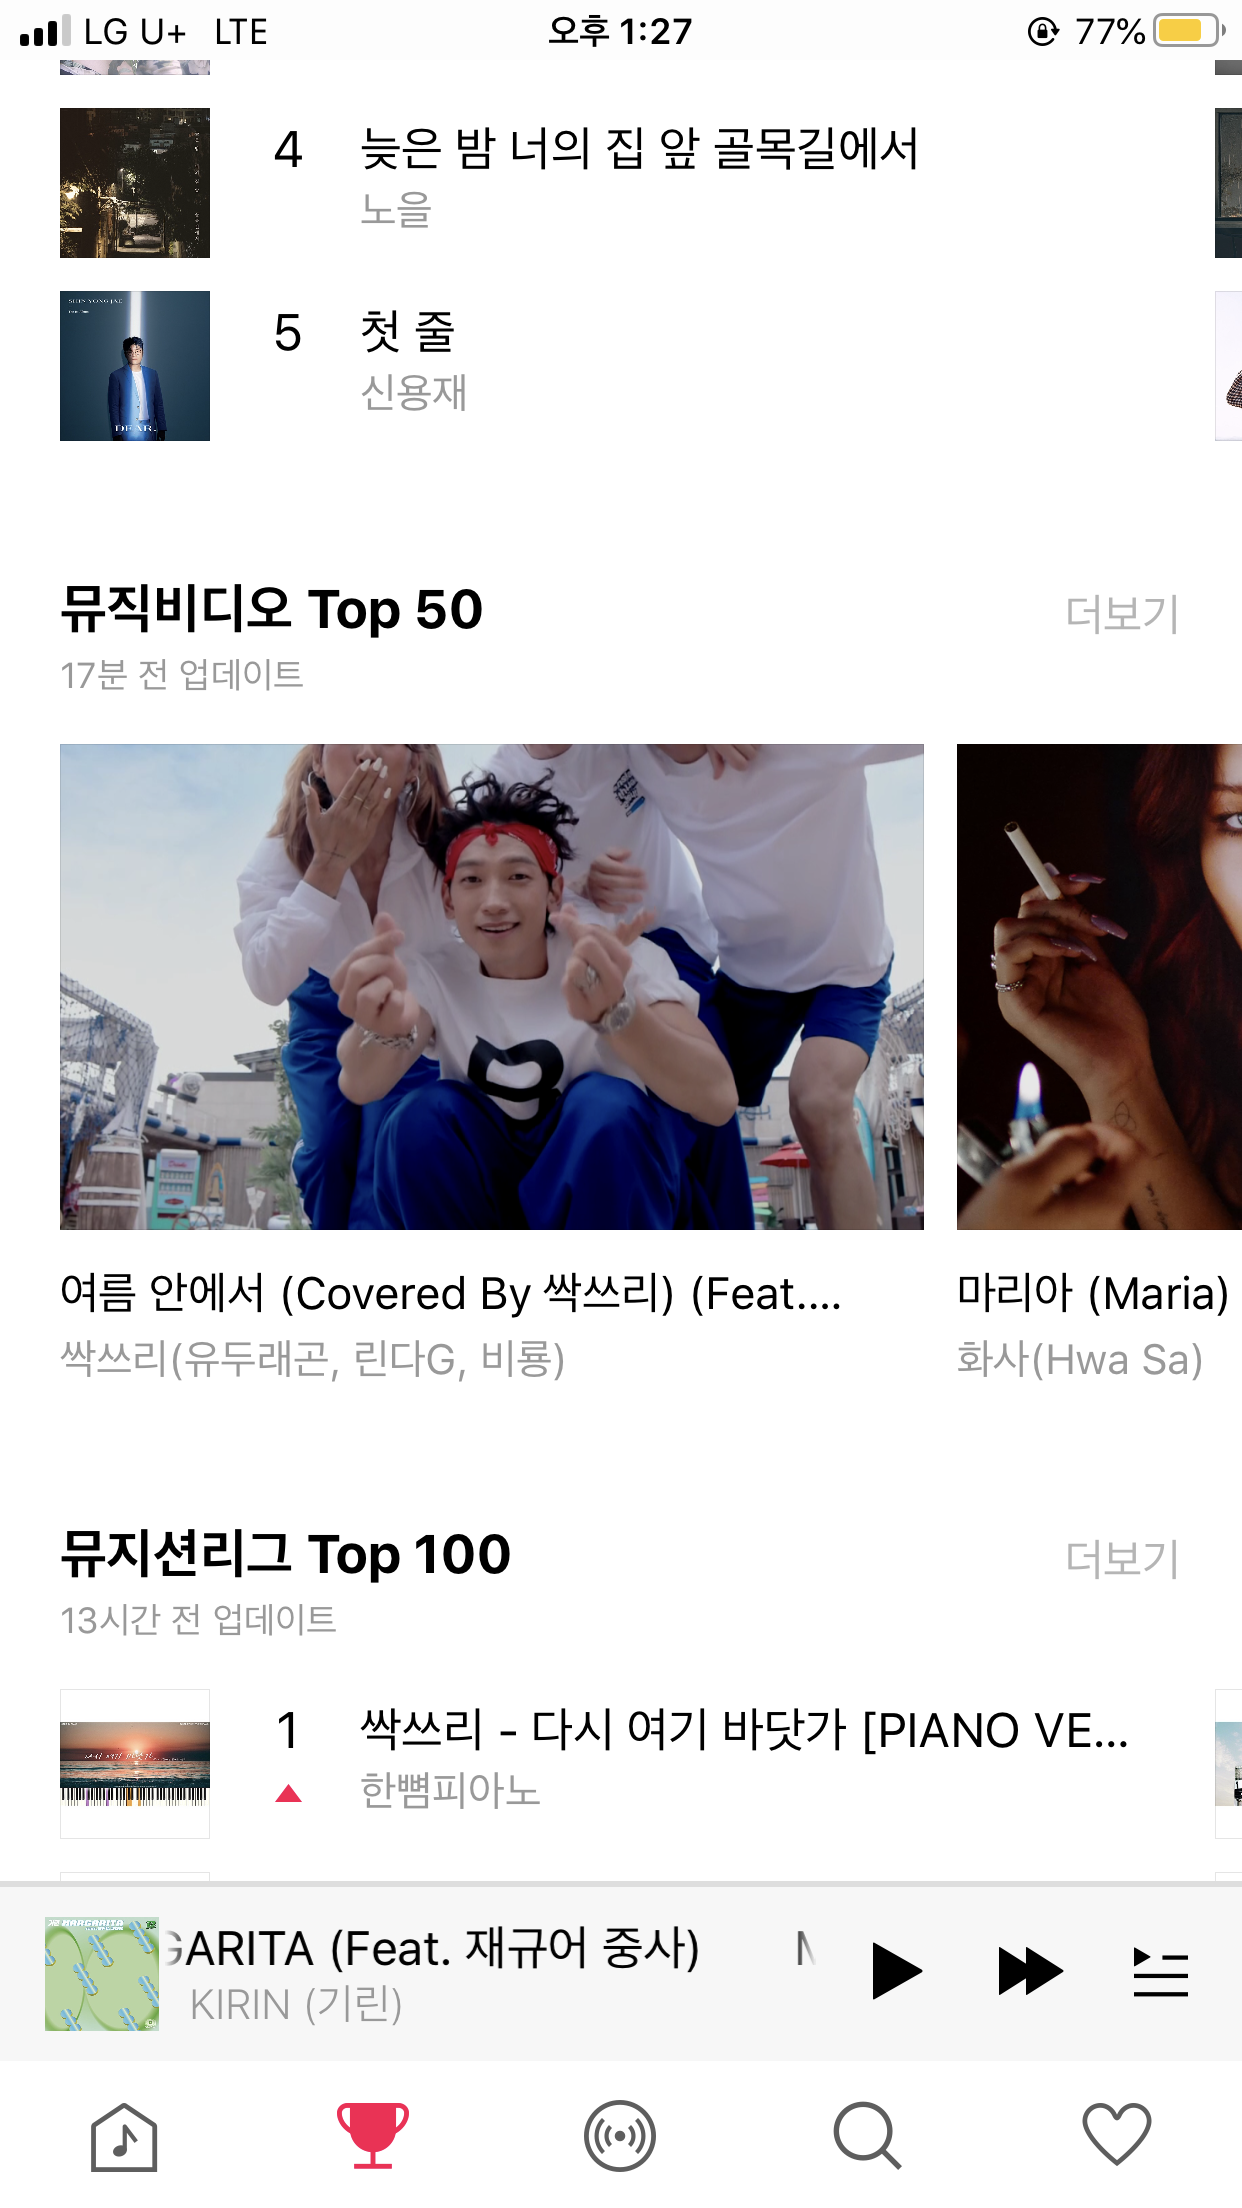 LG U+ LTE 오후 1:27 77%
4 늦은 밤 너의 집 앞 골목길에서
노을
SHIN YONG JAE
DEAR.
5 첫 줄
신용재
뮤직비디오 Top 50 더보기
17분 전 업데이트
여름 안에서 (Covered By 싹쓰리) (Feat....
싹쓰리(유두래곤, 린다G, 비룡)
마리아 (Maria)
화사(Hwa Sa)
뮤지션리그 Top 100 더보기
13시간 전 업데이트
1 싹쓰리 - 다시 여기 바닷가 [PIANO VE...
한뼘피아노
MARGARITA
GARITA (Feat. 재규어 중사) M
KIRIN (기린)